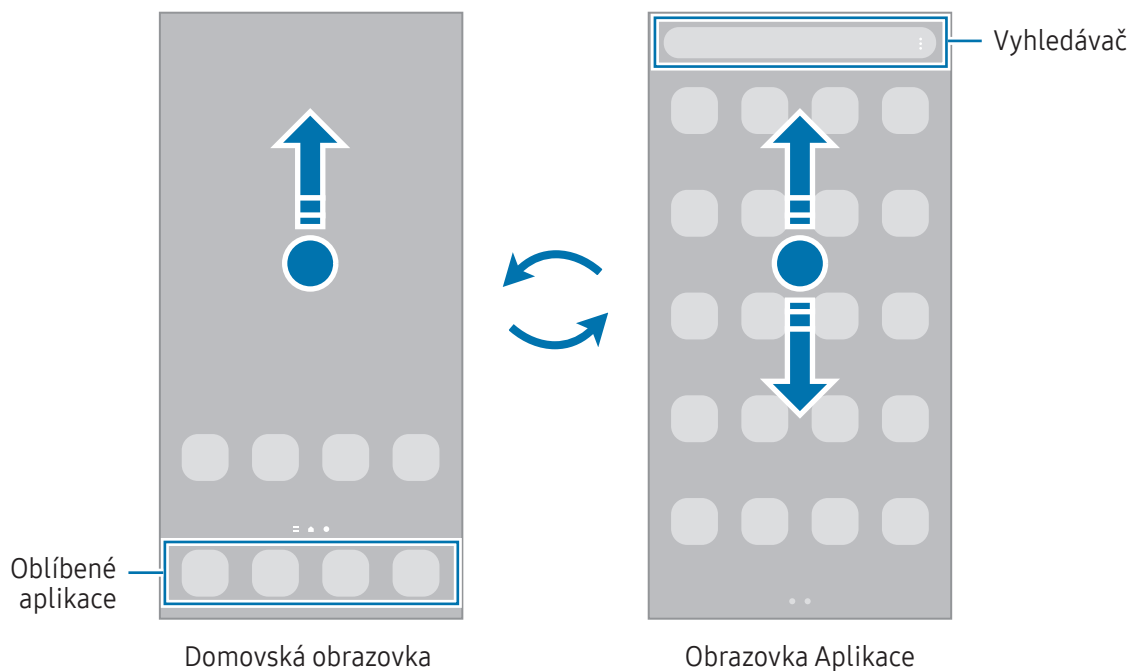 Vyhledávač
Oblíbené
aplikace
Domovská obrazovka
Obrazovka Aplikace